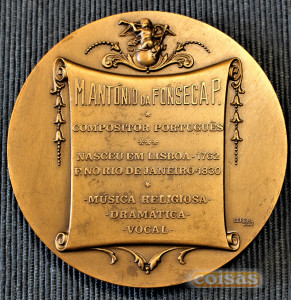 M. ANTÓNIO DA FONSECA P.
COMPOSITOR PORTUGUÊS
NASCEU EM LISBOA-1762
F. NO RIO DE JANEIRO-1830
-MÚSICA RELIGIOSA-
-DRAMÁTICA-
-VOCAL-
coisas